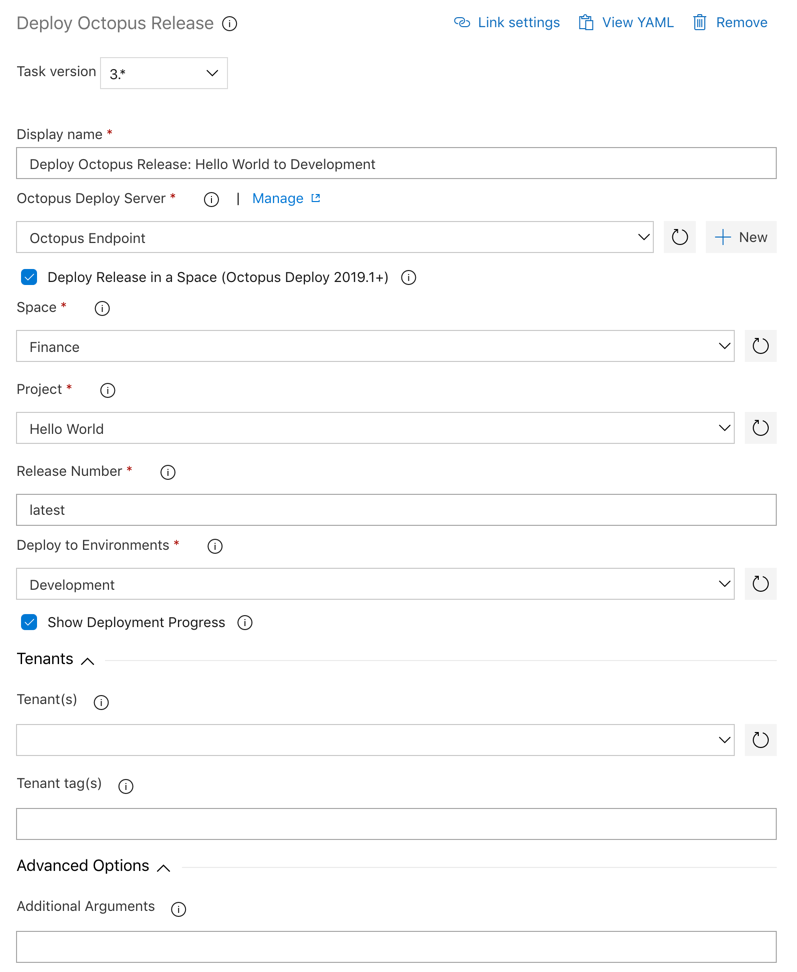 Deploy Octopus Release
Link settings View YAML Remove
Task version 3.*
Display name *
Deploy Octopus Release: Hello World to Development
Octopus Deploy Server * | Manage
Octopus Endpoint New
Deploy Release in a Space (Octopus Deploy 2019.1+)
Space *
Finance
Project *
Hello World
Release Number *
latest
Deploy to Environments *
Development
Show Deployment Progress
Tenants
Tenant(s)
Tenant tag(s)
Advanced Options
Additional Arguments